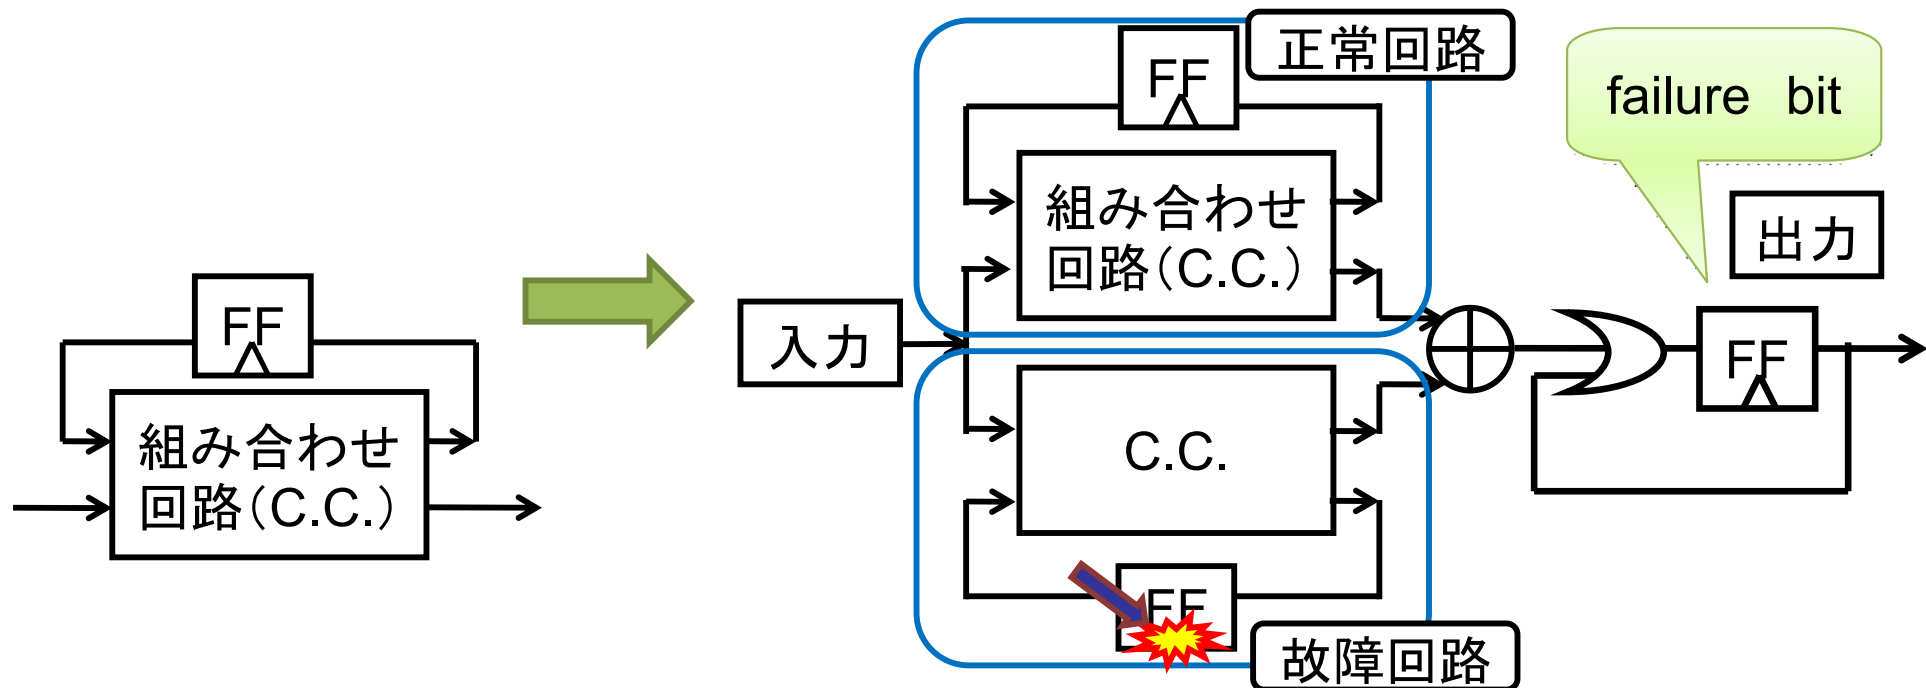 FF
組み合わせ
回路(C.C.)
入力
FF
正常回路
組み合わせ
回路(C.C.)
C.C.
FF
故障回路
failure bit
出力
FF